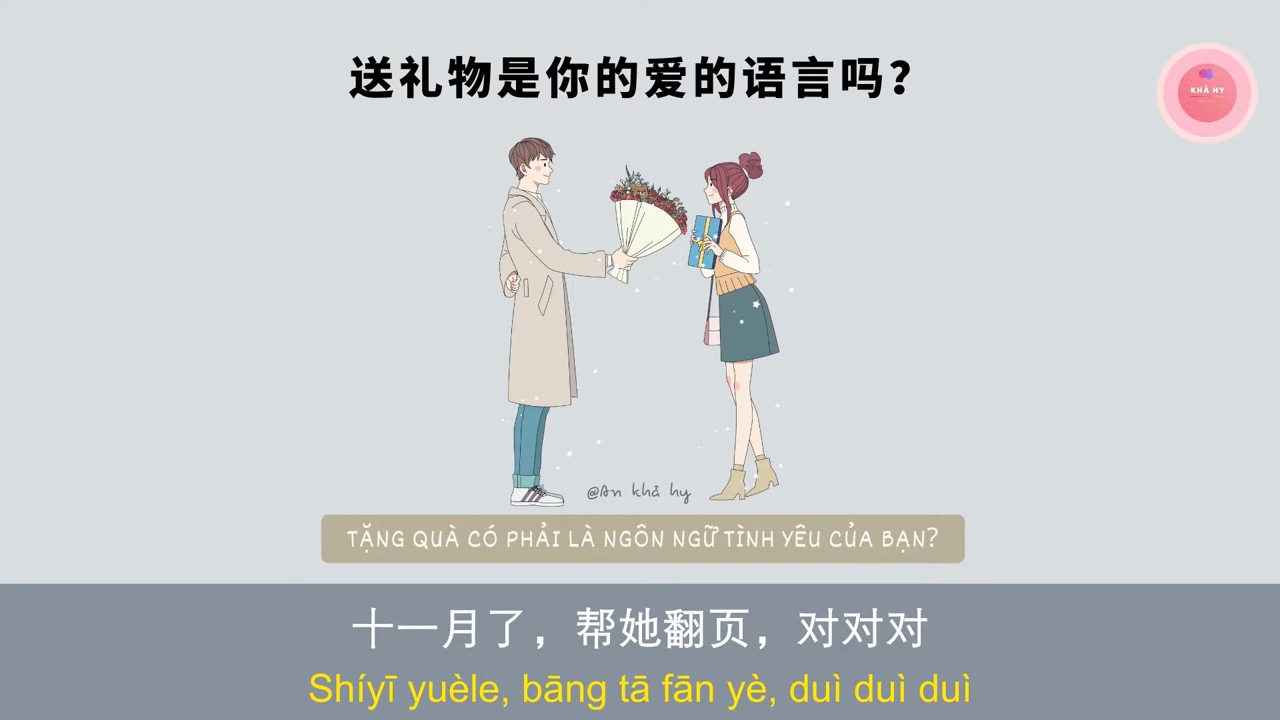 送礼物是你的爱的语言吗？
KHẢ HY
@An khả hy
TẶNG QUÀ CÓ PHẢI LÀ NGÔN NGỮ TÌNH YÊU CỦA BẠN?
十一月了，帮她翻页，对对对
Shíyī yuèle, bāng tā fān yè, duì duì duì